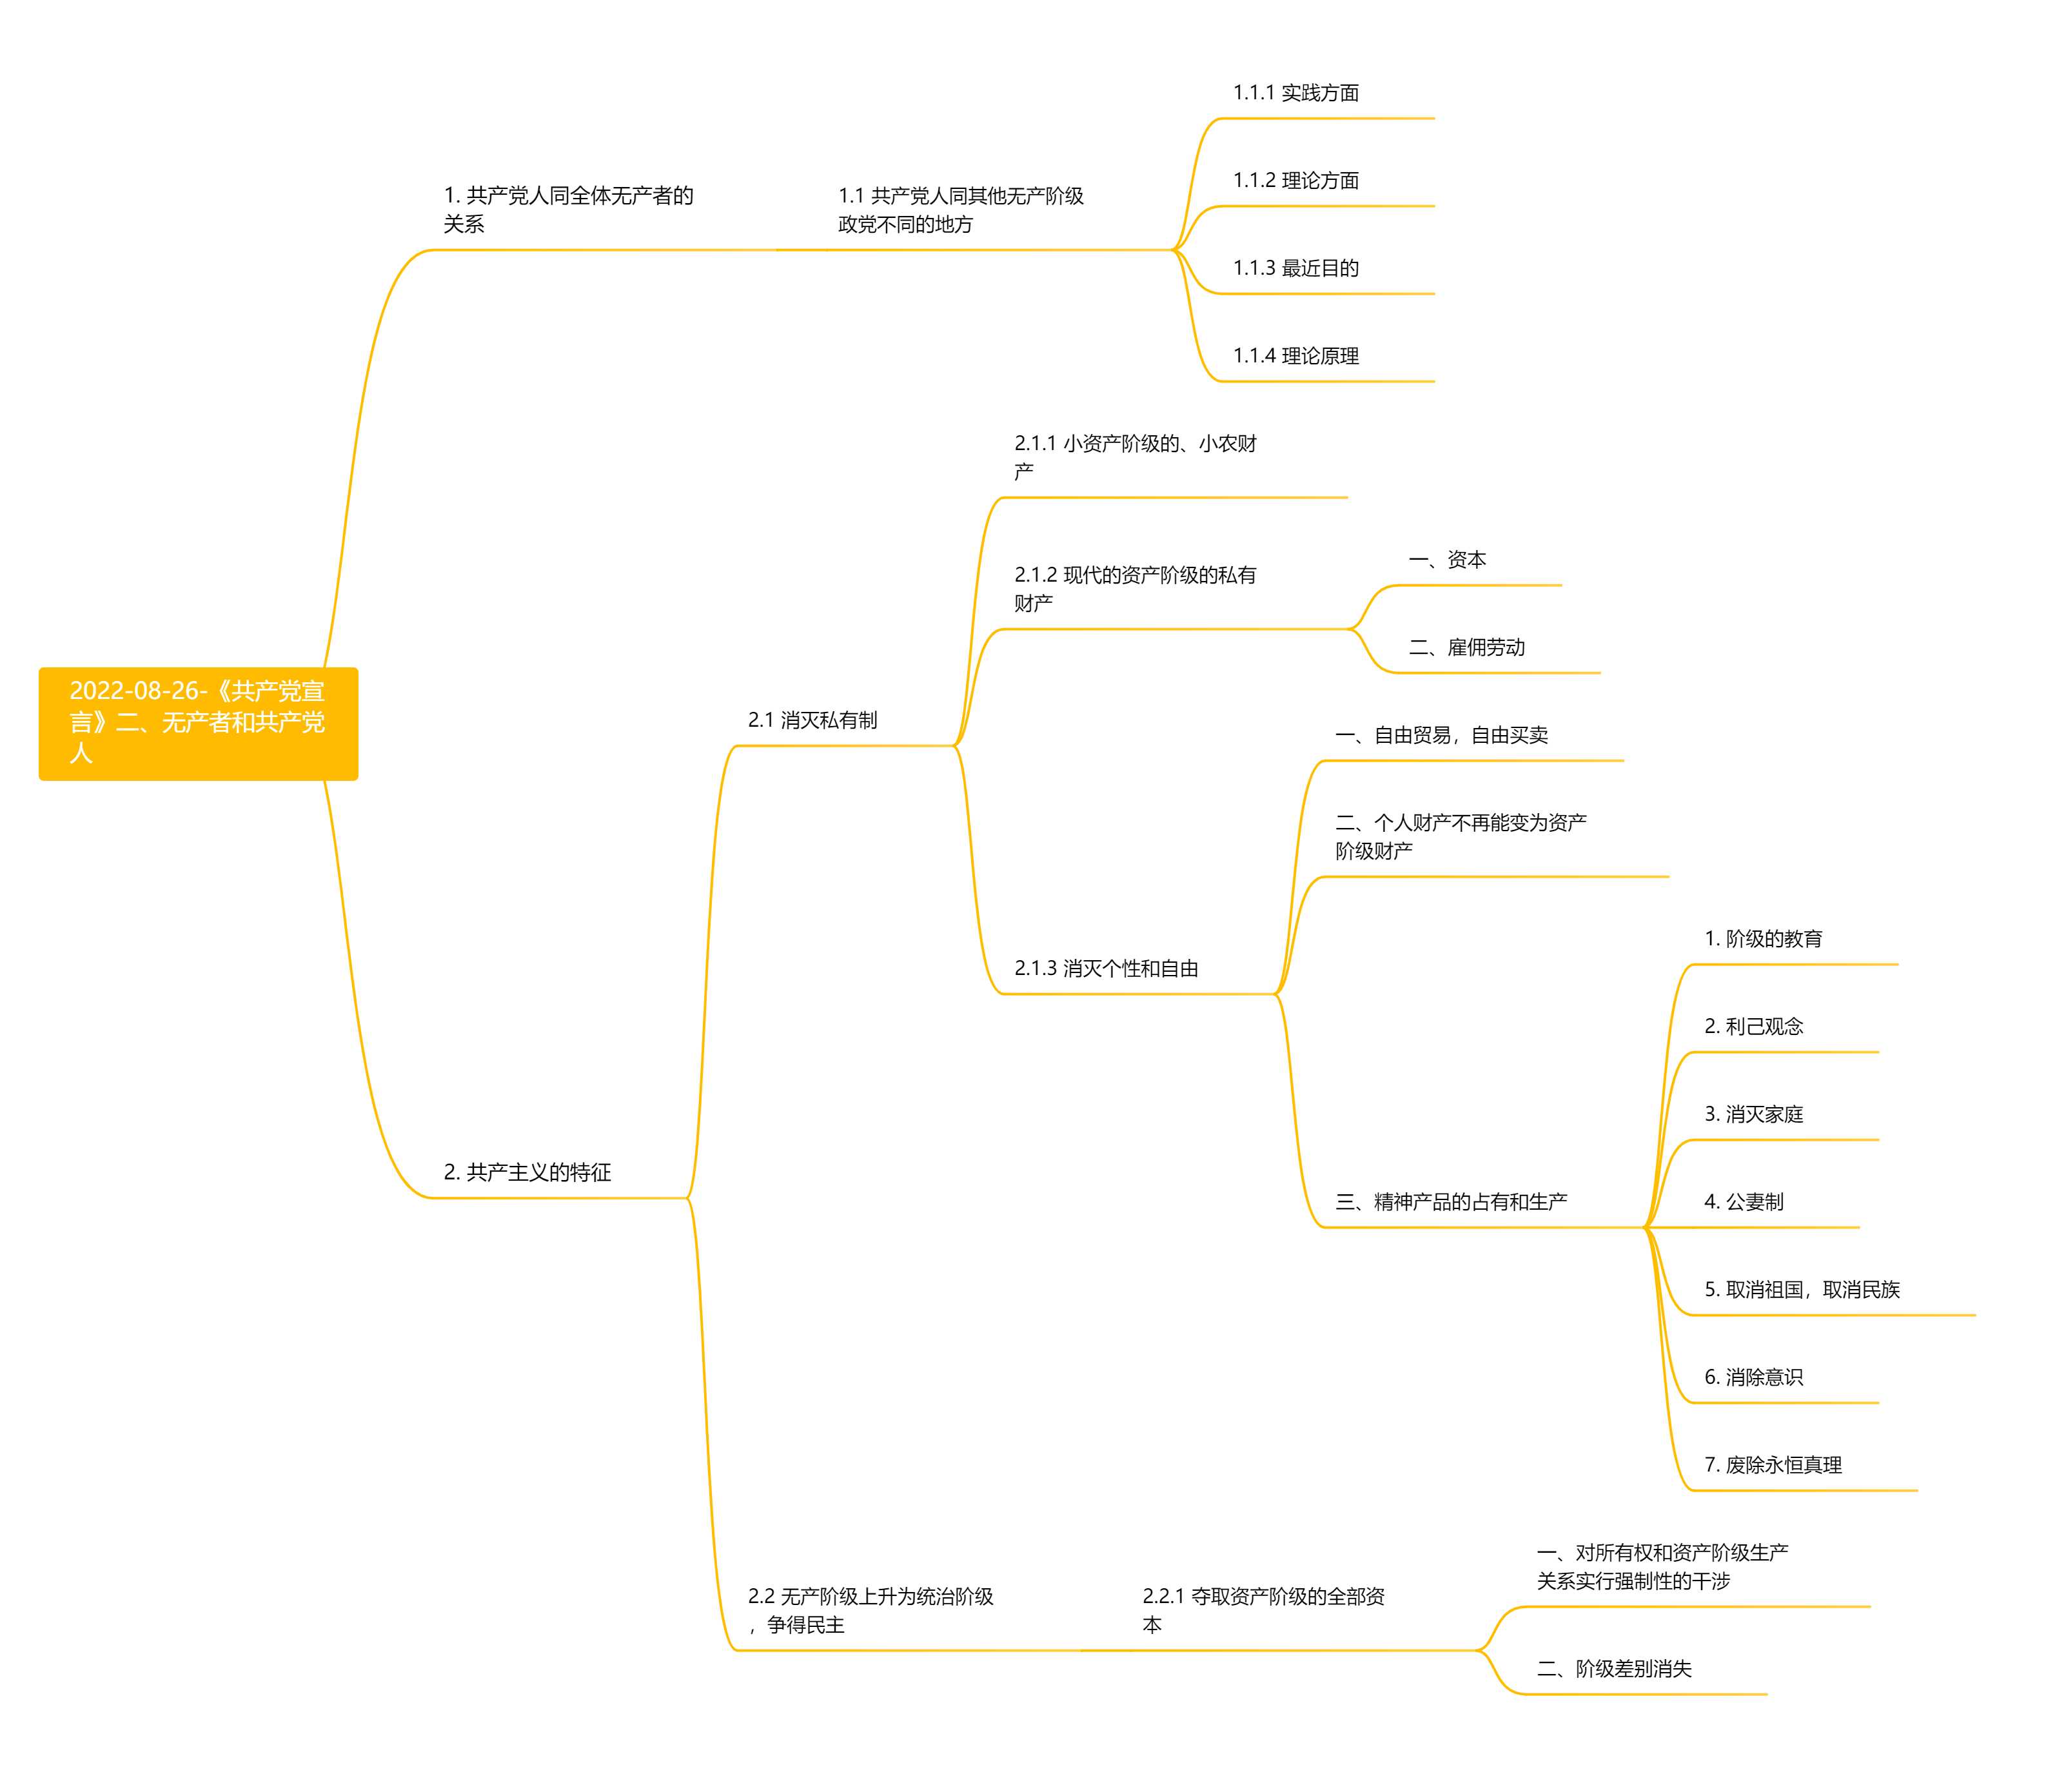 2022-08-26-《共产党宣
言》二、无产者和共产党
人
1. 共产党人同全体无产者的
关系
1.1 共产党人同其他无产阶级
政党不同的地方
1.1.1 实践方面
1.1.2 理论方面
1.1.3 最近目的
1.1.4 理论原理
2. 共产主义的特征
2.1 消灭私有制
2.1.1 小资产阶级的、小农财
产
2.1.2 现代的资产阶级的私有
财产
一、资本
二、雇佣劳动
2.1.3 消灭个性和自由
一、自由贸易，自由买卖
二、个人财产不再能变为资产
阶级财产
三、精神产品的占有和生产
1. 阶级的教育
2. 利己观念
3. 消灭家庭
4. 公妻制
5. 取消祖国，取消民族
6. 消除意识
7. 废除永恒真理
2.2 无产阶级上升为统治阶级
，争得民主
2.2.1 夺取资产阶级的全部资
本
一、对所有权和资产阶级生产
关系实行强制性的干涉
二、阶级差别消失